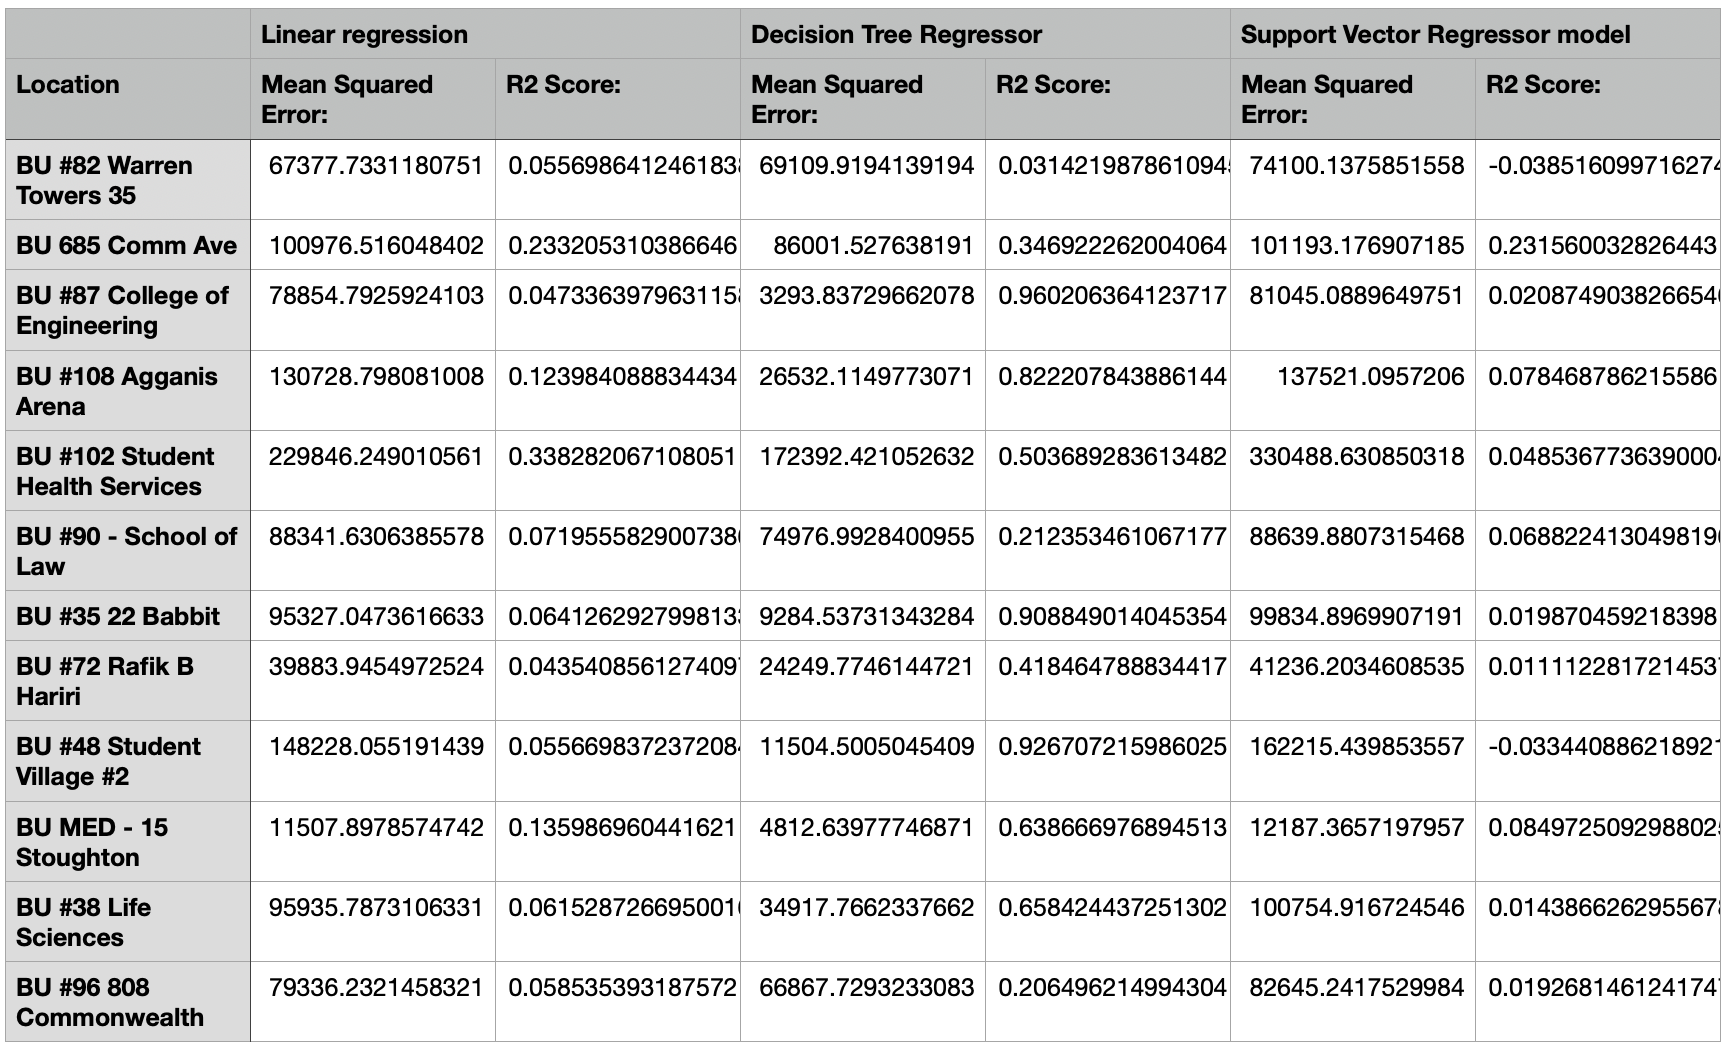 Linear regression Decision Tree Regressor Support Vector Regressor model
Location Mean Squared Error: R2 Score: Mean Squared Error: R2 Score: Mean Squared Error: R2 Score:
BU #82 Warren Towers 35 67377.7331180751 0.055698641246183 69109.9194139194 0.031421987861094 74100.1375851558 -0.03851609971627
BU 685 Comm Ave 100976.516048402 0.233205310386646 86001.527638191 0.346922262004064 101193.176907185 0.231560032826443
BU #87 College of Engineering 78854.7925924103 0.047336397963115 3293.83729662078 0.960206364123717 81045.0889649751 0.020874903826654
BU #108 Agganis Arena 130728.798081008 0.123984088834434 26532.1149773071 0.822207843886144 137521.0957206 0.078468786215586
BU #102 Student Health Services 229846.249010561 0.338282067108051 172392.421052632 0.503689283613482 330488.630850318 0.048536773639000
BU #90 - School of Law 88341.6306385578 0.071955582900738 74976.9928400955 0.212353461067177 88639.8807315468 0.068822413049819
BU #35 22 Babbit 95327.0473616633 0.064126292799813 9284.53731343284 0.908849014045354 99834.8969907191 0.019870459218398
BU #72 Rafik B Hariri 39883.9454972524 0.043540856127409 24249.7746144721 0.418464788834417 41236.2034608535 0.011112281721453
BU #48 Student Village #2 148228.055191439 0.055669837237208 11504.5005045409 0.926707215986025 162215.439853557 -0.03344088621892
BU MED - 15 Stoughton 11507.8978574742 0.135986960441621 4812.63977746871 0.638666976894513 12187.3657197957 0.084972509298802
BU #38 Life Sciences 95935.7873106331 0.061528726695001 34917.7662337662 0.658424437251302 100754.916724546 0.014386626295567
BU #96 808 Commonwealth 79336.2321458321 0.058535393187572 66867.7293233083 0.206496214994304 82645.2417529984 0.019268146124174